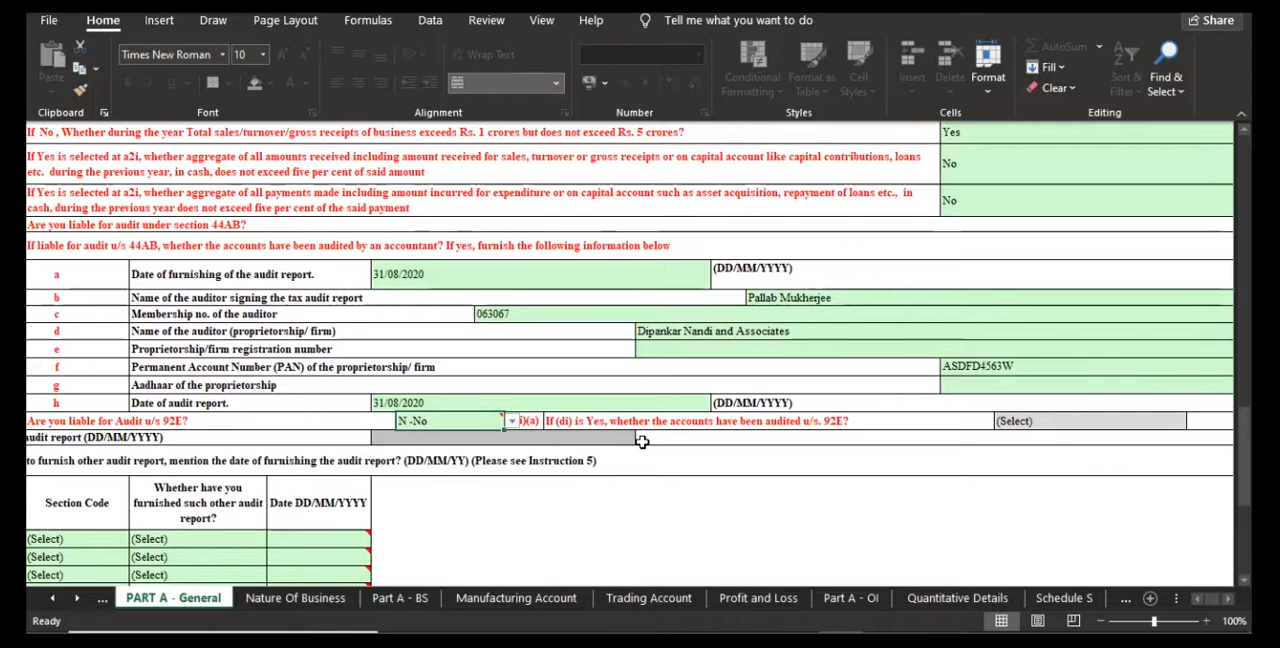 File Home Insert Draw Page Layout Formulas Data Review View Help Tell me what you want to do Share
Times New Roman 10 Wrap Text AutoSum
Paste Conditional Format as Cell Insert Delete Format Fill Sort & Find &
Formatting Table Styles Clear Filter Select
Clipboard Font Alignment Number Styles Cells Editing
If No , Whether during the year Total sales/turnover/gross receipts of business exceeds Rs. 1 crores but does not exceed Rs. 5 crores? Yes
If Yes is selected at a2i, whether aggregate of all amounts received including amount received for sales, turnover or gross receipts or on capital account like capital contributions, loans
etc. during the previous year, in cash, does not exceed five per cent of said amount No
If Yes is selected at a2i, whether aggregate of all payments made including amount incurred for expenditure or on capital account such as asset acquisition, repayment of loans etc., in
cash, during the previous year does not exceed five per cent of the said payment No
Are you liable for audit under section 44AB?
If liable for audit u/s 44AB, whether the accounts have been audited by an accountant? If yes, furnish the following information below
a Date of furnishing of the audit report. 31/08/2020 (DD/MM/YYYY)
b Name of the auditor signing the tax audit report Pallab Mukherjee
c Membership no. of the auditor 063067
d Name of the auditor (proprietorship/ firm) Dipankar Nandi and Associates
e Proprietorship/firm registration number
f Permanent Account Number (PAN) of the proprietorship/ firm ASDFD4563W
g Aadhaar of the proprietorship
h Date of audit report. 31/08/2020 (DD/MM/YYYY)
Are you liable for Audit u/s 92E? N -No i)(a) If (di) is Yes, whether the accounts have been audited u/s. 92E? (Select)
audit report (DD/MM/YYYY)
to furnish other audit report, mention the date of furnishing the audit report? (DD/MM/YY) (Please see Instruction 5)
Section Code Whether have you furnished such other audit report? Date DD/MM/YYYY
(Select) (Select)
(Select) (Select)
(Select) (Select)
... PART A - General Nature Of Business Part A - BS Manufacturing Account Trading Account Profit and Loss Part A - OI Quantitative Details Schedule S ...
Ready 100%